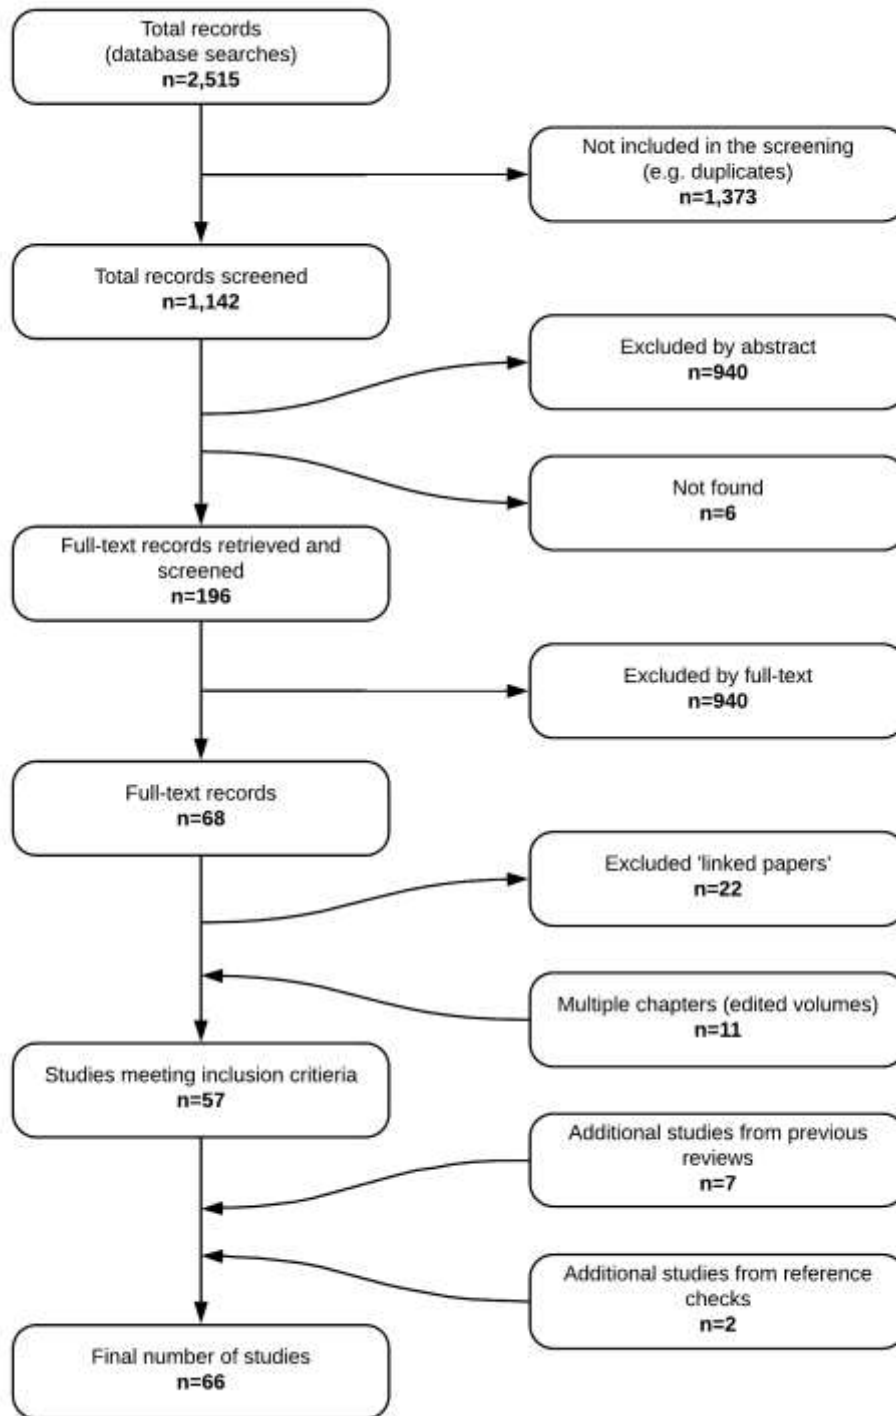 Total records
(database searches)
n=2,515
Not included in the screening
(e.g. duplicates)
n=1,373
Total records screened
n=1,142
Excluded by abstract
n=940
Not found
n=6
Full-text records retrieved and
screened
n=196
Excluded by full-text
n=940
Full-text records
n=68
Excluded 'linked papers'
n=22
Multiple chapters (edited volumes)
n=11
Studies meeting inclusion critieria
n=57
Additional studies from previous
reviews
n=7
Additional studies from reference
checks
n=2
Final number of studies
n=66